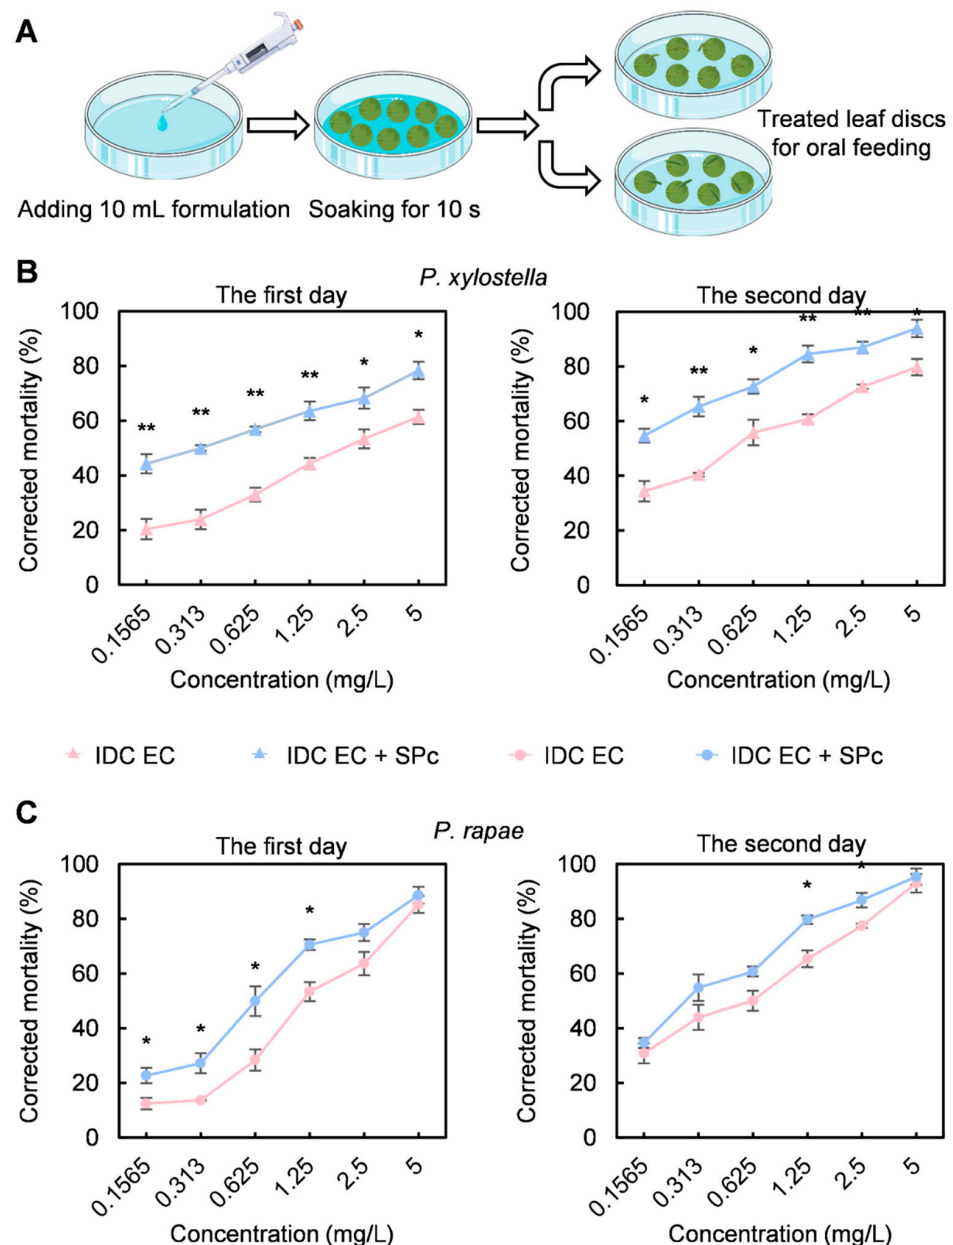 A
Adding 10 mL formulation
Soaking for 10 s
Treated leaf discs
for oral feeding
B
P. xylostella
The first day
Corrected mortality (%)
100
80
60
40
20
0
**
**
**
**
*
*
0.1565
0.313
0.625
1.25
2.5
5
Concentration (mg/L)
The second day
Corrected mortality (%)
100
80
60
40
20
0
*
**
*
**
**
*
0.1565
0.313
0.625
1.25
2.5
5
Concentration (mg/L)
IDC EC
IDC EC + SPc
IDC EC
IDC EC + SPc
C
P. rapae
The first day
Corrected mortality (%)
100
80
60
40
20
0
*
*
*
*
0.1565
0.313
0.625
1.25
2.5
5
Concentration (mg/L)
The second day
Corrected mortality (%)
100
80
60
40
20
0
*
*
0.1565
0.313
0.625
1.25
2.5
5
Concentration (mg/L)